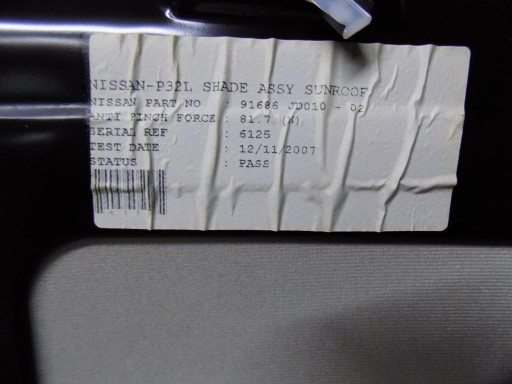 NISSAN-P32L SHADE ASSY SUNROOF
NISSAN PART NO : 91686 JD010 - 02
ANTI PINCH FORCE : 81.7 (N)
SERIAL REF : 6125
TEST DATE : 12/11/2007
STATUS : PASS